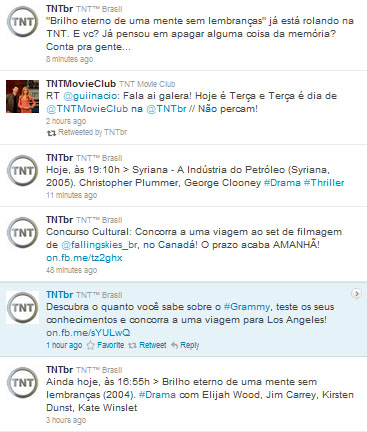 TNTbr TNT™ Brasil
"Brilho eterno de uma mente sem lembranças" já está rolando na
TNT. E vc? Já pensou em apagar alguma coisa da memória?
Conta pra gente...
8 minutes ago
TNTMovieClub TNT Movie Club
RT @guiinacio: Fala ai galera! Hoje é Terça e Terça é dia de
@TNTMovieClub na @TNTbr // Não percam!
2 hours ago
Retweeted by TNTbr
TNTbr TNT™ Brasil
Hoje, às 19:10h > Syriana - A Indústria do Petróleo (Syriana,
2005). Christopher Plummer, George Clooney #Drama #Thriller
11 minutes ago
TNTbr TNT™ Brasil
Concurso Cultural: Concorra a uma viagem ao set de filmagem
de @fallingskies_br, no Canadá! O prazo acaba AMANHÃ!
on.fb.me/tz2ghx
48 minutes ago
TNTbr TNT™ Brasil
Descubra o quanto você sabe sobre o #Grammy, teste os seus
conhecimentos e concorra a uma viagem para Los Angeles!
on.fb.me/sYULwQ
1 hour ago Favorite Retweet Reply
TNTbr TNT™ Brasil
Ainda hoje, às 16:55h > Brilho eterno de uma mente sem
lembranças (2004). #Drama com Elijah Wood, Jim Carrey, Kirsten
Dunst, Kate Winslet
3 hours ago
TNT
TNT
TNT
TNT
TNT